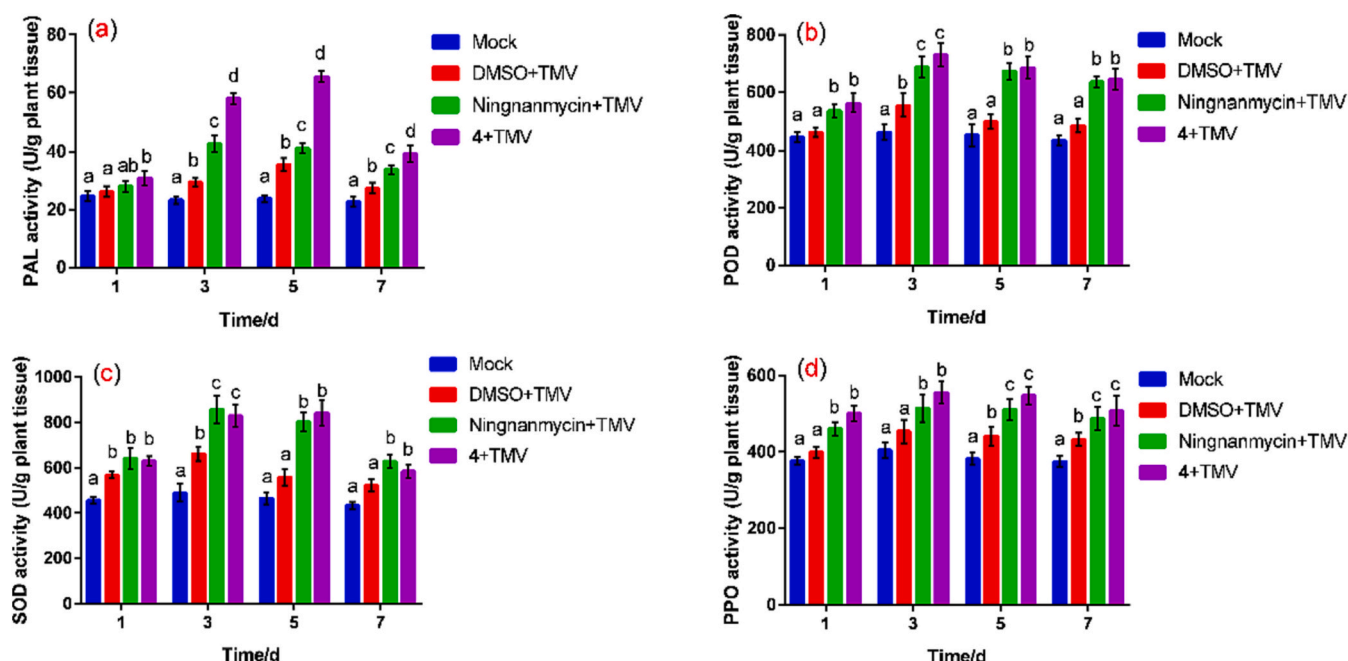 (a)
PAL activity (U/g plant tissue)
80
60
40
20
0
a a ab b
a b c d
a b c d
a b c d
1 3 5 7
Time/d
Mock
DMSO+TMV
Ningnanmycin+TMV
4+TMV
(b)
POD activity (U/g plant tissue)
800
600
400
200
0
a a b b
a b c c
a a b b
a a b b
1 3 5 7
Time/d
Mock
DMSO+TMV
Ningnanmycin+TMV
4+TMV
(c)
SOD activity (U/g plant tissue)
1000
800
600
400
200
0
a b b b
a b c c
a a b b
a a b b
1 3 5 7
Time/d
Mock
DMSO+TMV
Ningnanmycin+TMV
4+TMV
(d)
PPO activity (U/g plant tissue)
600
400
200
0
a a b b
a a b b
a b c c
a b c c
1 3 5 7
Time/d
Mock
DMSO+TMV
Ningnanmycin+TMV
4+TMV